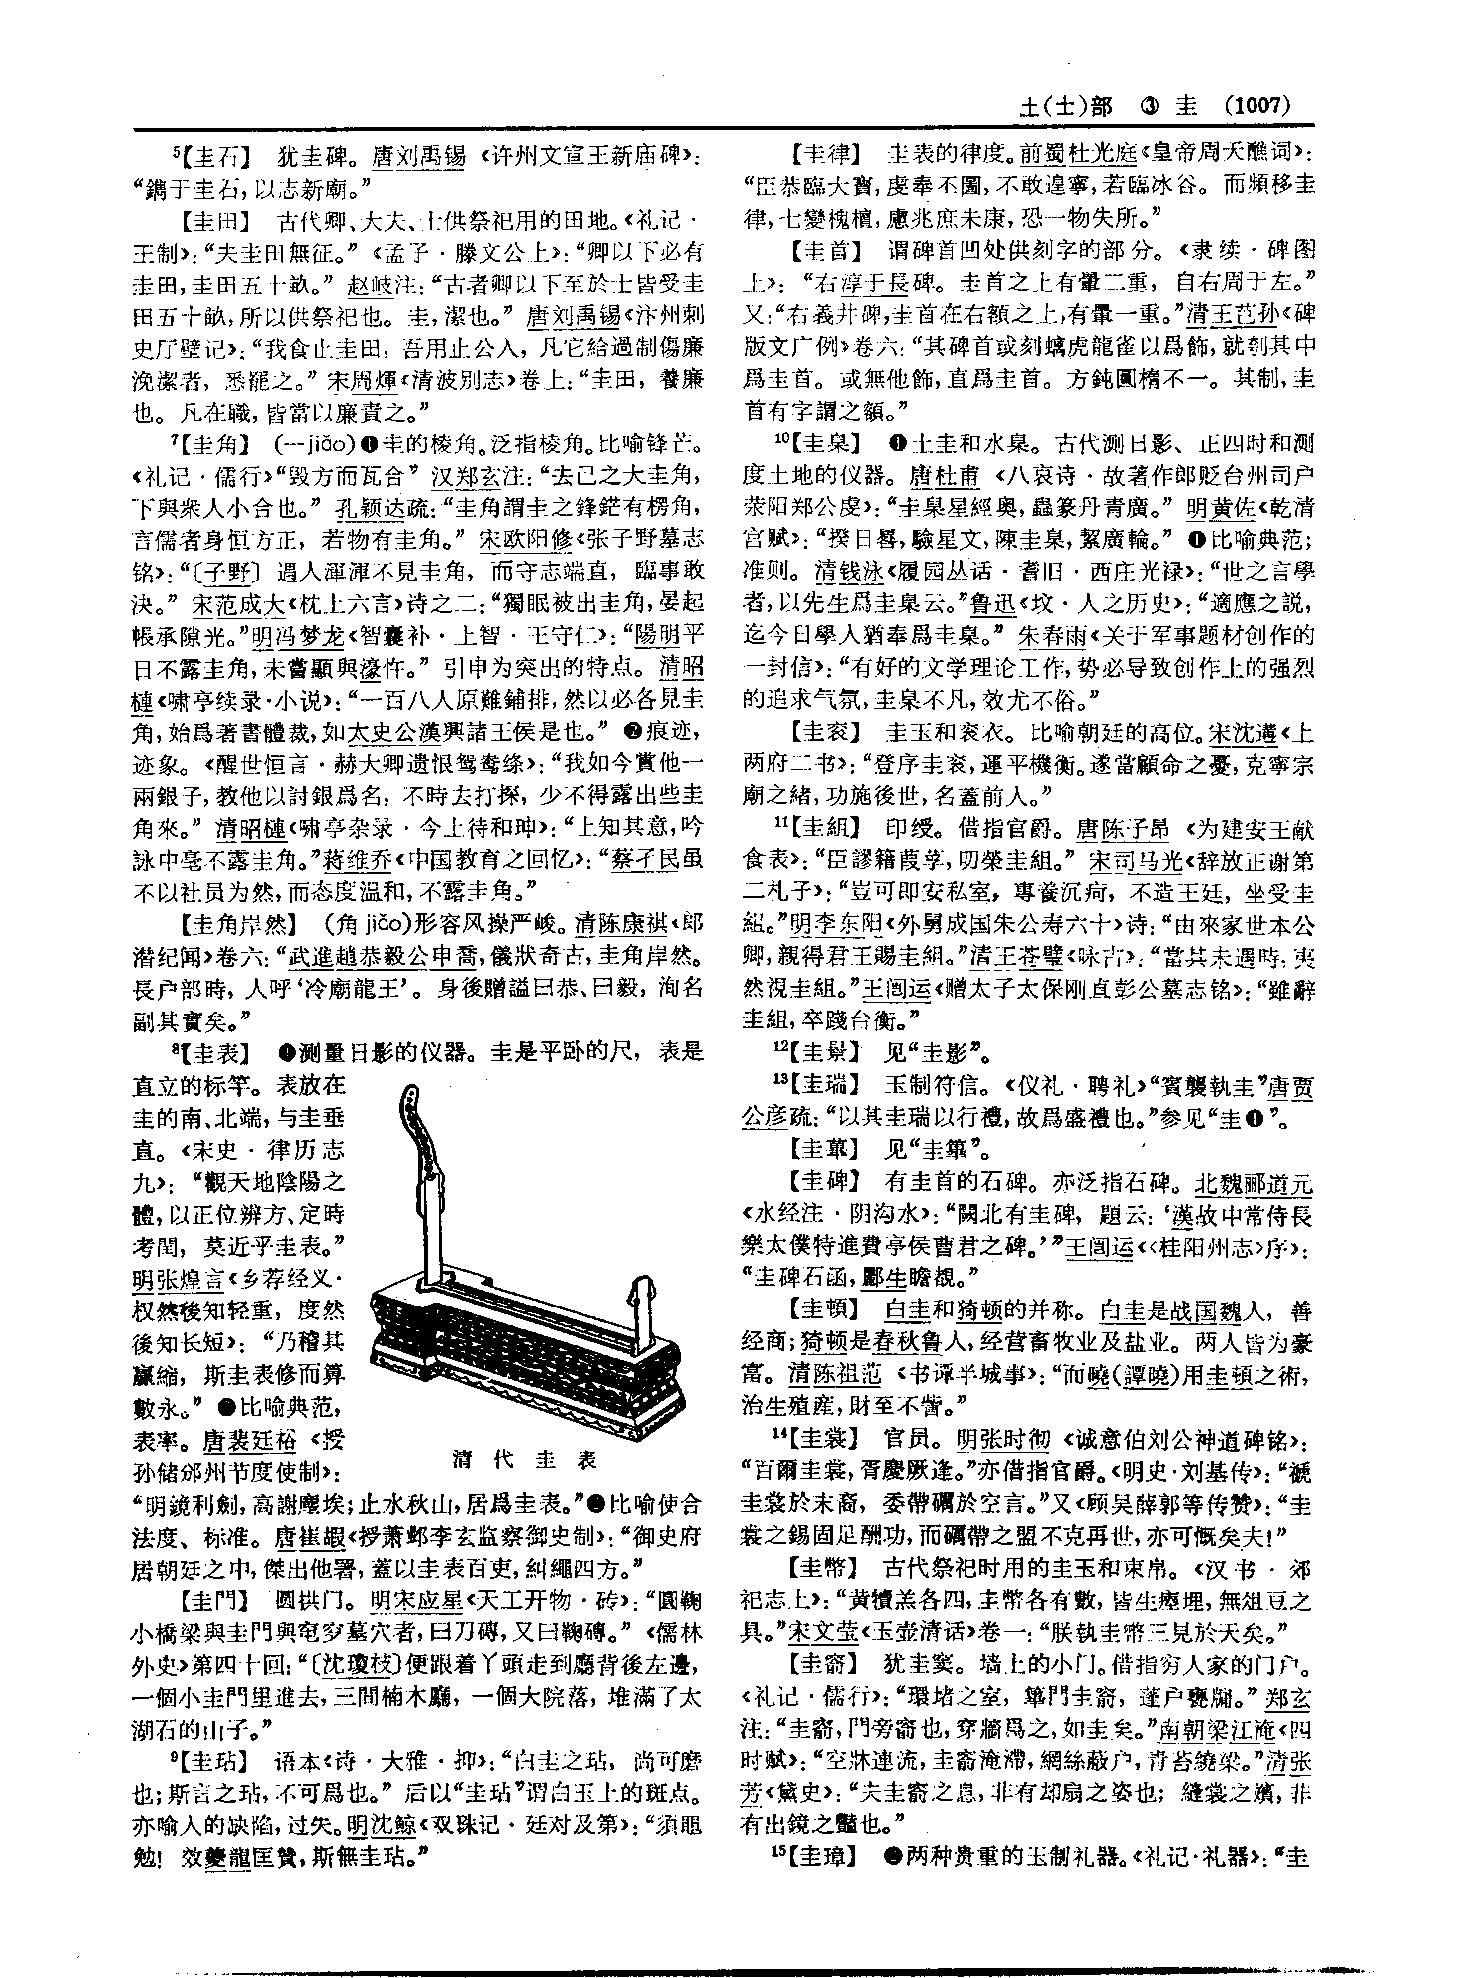 土(士)部 ③ 圭 (1007)
5【圭石】 犹圭碑。唐刘禹锡《许州文宣王新庙碑》：
“鐫于圭石，以志新廟。”
【圭田】 古代卿、大夫、士供祭祀用的田地。《礼记·
王制》：“夫圭田無征。”《孟子·滕文公上》：“卿以下必有
圭田，圭田五十畝。” 赵岐注：“古者卿以下至於士皆受圭
田五十畝，所以供祭祀也。圭，潔也。” 唐刘禹锡《汴州刺
史厅壁记》：“我食止圭田，吾用止公入，凡它給過制傷廉
浼潔者，悉罷之。”宋周煇《清波别志》卷上：“圭田，養廉
也。凡在職，皆當以廉責之。”
7【圭角】 (—jiǎo)❶圭的棱角。泛指棱角。比喻锋芒。
《礼记·儒行》“毁方而瓦合” 汉郑玄注：“去己之大圭角，
下與衆人小合也。” 孔颖达疏：“圭角謂圭之鋒鋩有楞角，
言儒者身恒方正，若物有圭角。” 宋欧阳修《张子野墓志
铭》：“〔子野〕遇人渾渾不見圭角，而守志端直，臨事敢
決。” 宋范成大《枕上六言》诗之二：“獨眠被出圭角，晏起
帳承隙光。”明冯梦龙《智囊补·上智·王守仁》：“陽明平
日不露圭角，未嘗顯與濠忤。” 引申为突出的特点。清昭
槤《啸亭续录·小说》：“一百八人原難鋪排，然以必各見圭
角，始爲著書體裁，如太史公漢興諸王侯是也。” ❷痕迹，
迹象。《醒世恒言·赫大卿遗恨鸳鸯绦》：“我如今賞他一
兩銀子，教他以討銀爲名，不時去打探，少不得露出些圭
角來。” 清昭槤《啸亭杂录·今上待和珅》：“上知其意，吟
詠中毫不露圭角。”蒋维乔《中国教育之回忆》：“蔡孑民虽
不以社员为然，而态度温和，不露圭角。”
【圭角岸然】 (角jiǎo)形容风操严峻。清陈康祺《郎
潜纪闻》卷六：“武進趙恭毅公申喬，儀狀奇古，圭角岸然。
長户部時，人呼‘冷廟龍王’。身後贈謚曰恭、曰毅，洵名
副其實矣。”
8【圭表】 ❶测量日影的仪器。圭是平卧的尺，表是
直立的标竿。表放在
圭的南、北端，与圭垂
直。《宋史·律历志
九》：“觀天地陰陽之
體，以正位辨方、定時
考閏，莫近乎圭表。”
明张煌言《乡荐经义·
权然後知轻重，度然
後知长短》：“乃稽其
贏縮，斯圭表修而算
數永。” ❷比喻典范，
表率。唐裴廷裕《授
孙储邠州节度使制》：
清代圭表
“明鏡利劍，高謝塵埃；止水秋山，居爲圭表。”❸比喻使合
法度、标准。唐崔嘏《授萧邺李玄监察御史制》：“御史府
居朝廷之中，傑出他署，蓋以圭表百吏，糾繩四方。”
【圭門】 圆拱门。明宋应星《天工开物·砖》：“圓鞠
小橋梁與圭門與窀穸墓穴者，曰刀磚，又曰鞠磚。”《儒林
外史》第四十回：“〔沈瓊枝〕便跟着丫頭走到廳背後左邊，
一個小圭門里進去，三間楠木廳，一個大院落，堆滿了太
湖石的山子。”
9【圭玷】 语本《诗·大雅·抑》：“白圭之玷，尚可磨
也；斯言之玷，不可爲也。” 后以“圭玷”谓白玉上的斑点。
亦喻人的缺陷，过失。明沈鲸《双珠记·廷对及第》：“須黽
勉！效夔龍匡贊，斯無圭玷。”
【圭律】 圭表的律度。前蜀杜光庭《皇帝周天醮词》：
“臣恭臨大寶，虔奉丕圖，不敢遑寧，若臨冰谷。而頻移圭
律，七變槐檀，慮兆庶未康，恐一物失所。”
【圭首】 谓碑首凹处供刻字的部分。《隶续·碑图
上》：“右淳于長碑。圭首之上有暈二重，自右周于左。”
又：“右義井碑，圭首在右額之上，有暈一重。”清王芑孙《碑
版文广例》卷六：“其碑首或刻螭虎龍雀以爲飾，就刳其中
爲圭首。或無他飾，直爲圭首。方鈍圓橢不一。其制，圭
首有字謂之額。”
10【圭臬】 ❶土圭和水臬。古代测日影、正四时和测
度土地的仪器。唐杜甫《八哀诗·故著作郎贬台州司户
荥阳郑公虔》：“圭臬星經奥，蟲篆丹青廣。” 明黄佐《乾清
宫赋》：“揆日晷，驗星文，陳圭臬，絜廣輪。” ❷比喻典范；
准则。清钱泳《履园丛话·耆旧·西庄光禄》：“世之言學
者，以先生爲圭臬云。”鲁迅《坟·人之历史》：“適應之説，
迄今日學人猶奉爲圭臬。” 朱春雨《关于军事题材创作的
一封信》：“有好的文学理论工作，势必导致创作上的强烈
的追求气氛，圭臬不凡，效尤不俗。”
【圭衮】 圭玉和衮衣。比喻朝廷的高位。宋沈遘《上
两府二书》：“登序圭衮，運平機衡。遂當顧命之憂，克寧宗
廟之緒，功施後世，名蓋前人。”
11【圭組】 印绶。借指官爵。唐陈子昂《为建安王献
食表》：“臣謬籍葭莩，叨榮圭組。” 宋司马光《辞放正谢第
二札子》：“豈可即安私室，專養沉疴，不造王廷，坐受圭
組。”明李东阳《外舅成国朱公寿六十》诗：“由來家世本公
卿，親得君王賜圭組。”清王苍璧《咏古》：“當其未遇時，夷
然視圭組。”王闿运《赠太子太保刚直彭公墓志铭》：“雖辭
圭組，卒踐台衡。”
12【圭景】 见“圭影”。
13【圭瑞】 玉制符信。《仪礼·聘礼》“賓襲執圭”唐贾
公彦疏：“以其圭瑞以行禮，故爲盛禮也。”参见“圭❶”。
【圭蓽】 见“圭篳”。
【圭碑】 有圭首的石碑。亦泛指石碑。北魏郦道元
《水经注·阴沟水》：“闕北有圭碑，題云：‘漢故中常侍長
樂太僕特進費亭侯曹君之碑。’”王闿运《〈桂阳州志〉序》：
“圭碑石函，酈生瞻覩。”
【圭頓】 白圭和猗顿的并称。白圭是战国魏人，善
经商；猗顿是春秋鲁人，经营畜牧业及盐业。两人皆为豪
富。清陈祖范《书谭半城事》：“而曉(譚曉)用圭頓之術，
治生殖産，財至不訾。”
14【圭裳】 官员。明张时彻《诚意伯刘公神道碑铭》：
“百爾圭裳，胥慶厥逢。”亦借指官爵。《明史·刘基传》：“褫
圭裳於末裔，委帶礪於空言。”又《顾吴薛郭等传赞》：“圭
裳之錫固足酬功，而礪帶之盟不克再世，亦可慨矣夫！”
【圭幣】 古代祭祀时用的圭玉和束帛。《汉书·郊
祀志上》：“黄犢羔各四，圭幣各有數，皆生瘞埋，無俎豆之
具。”宋文莹《玉壶清话》卷一：“朕執圭幣三見於天矣。”
【圭窬】 犹圭窦。墙上的小门。借指穷人家的门户。
《礼记·儒行》：“環堵之室，篳門圭窬，蓬户甕牖。” 郑玄
注：“圭窬，門旁窬也，穿牆爲之，如圭矣。”南朝梁江淹《四
时赋》：“空牀連流，圭窬淹滯，網絲蔽户，青苔繞梁。”清张
芳《黛史》：“夫圭窬之息，非有却扇之姿也；縫裳之嬪，非
有出鏡之豔也。”
15【圭璋】 ❶两种贵重的玉制礼器。《礼记·礼器》：“圭